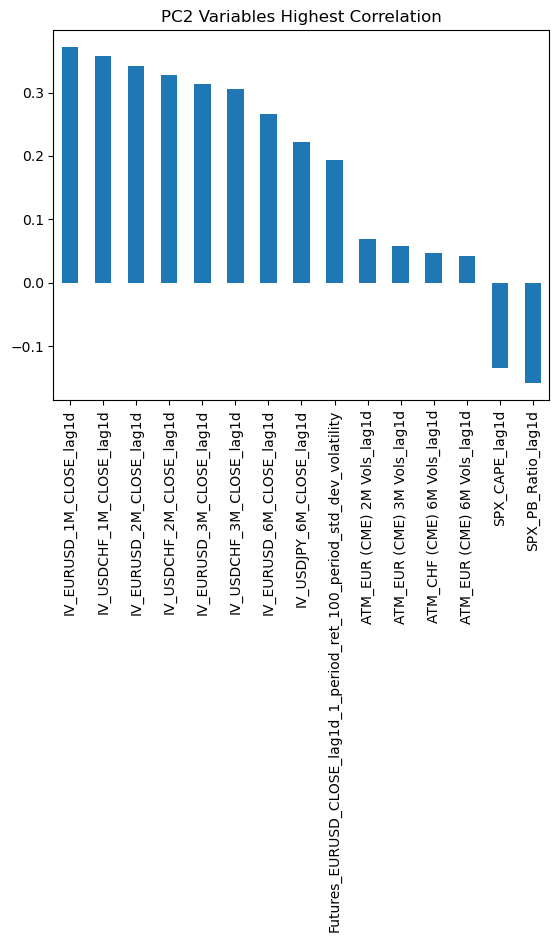 PC2 Variables Highest Correlation
0.3
0.2
0.1
0.0
−0.1
IV_EURUSD_1M_CLOSE_lag1d
IV_USDCHF_1M_CLOSE_lag1d
IV_EURUSD_2M_CLOSE_lag1d
IV_USDCHF_2M_CLOSE_lag1d
IV_EURUSD_3M_CLOSE_lag1d
IV_USDCHF_3M_CLOSE_lag1d
IV_EURUSD_6M_CLOSE_lag1d
IV_USDJPY_6M_CLOSE_lag1d
Futures_EURUSD_CLOSE_lag1d_1_period_ret_100_period_std_dev_volatility
ATM_EUR (CME) 2M Vols_lag1d
ATM_EUR (CME) 3M Vols_lag1d
ATM_CHF (CME) 6M Vols_lag1d
ATM_EUR (CME) 6M Vols_lag1d
SPX_CAPE_lag1d
SPX_PB_Ratio_lag1d